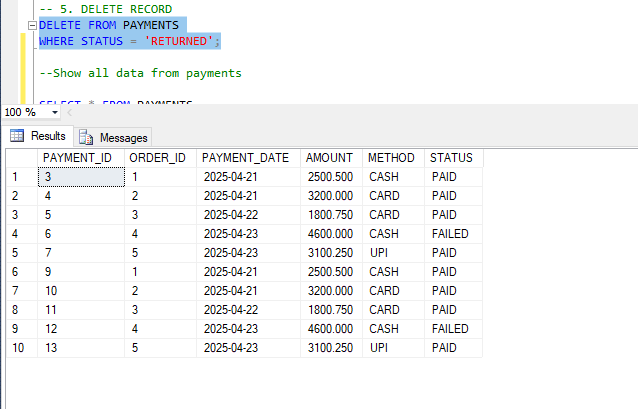 -- 5. DELETE RECORD
DELETE FROM PAYMENTS
WHERE STATUS = 'RETURNED';
--Show all data from payments
SELECT * FROM PAYMENTS
100 %
Results Messages
PAYMENT_ID ORDER_ID PAYMENT_DATE AMOUNT METHOD STATUS
1 3 1 2025-04-21 2500.500 CASH PAID
2 4 2 2025-04-21 3200.000 CARD PAID
3 5 3 2025-04-22 1800.750 CARD PAID
4 6 4 2025-04-23 4600.000 CASH FAILED
5 7 5 2025-04-23 3100.250 UPI PAID
6 9 1 2025-04-21 2500.500 CASH PAID
7 10 2 2025-04-21 3200.000 CARD PAID
8 11 3 2025-04-22 1800.750 CARD PAID
9 12 4 2025-04-23 4600.000 CASH FAILED
10 13 5 2025-04-23 3100.250 UPI PAID